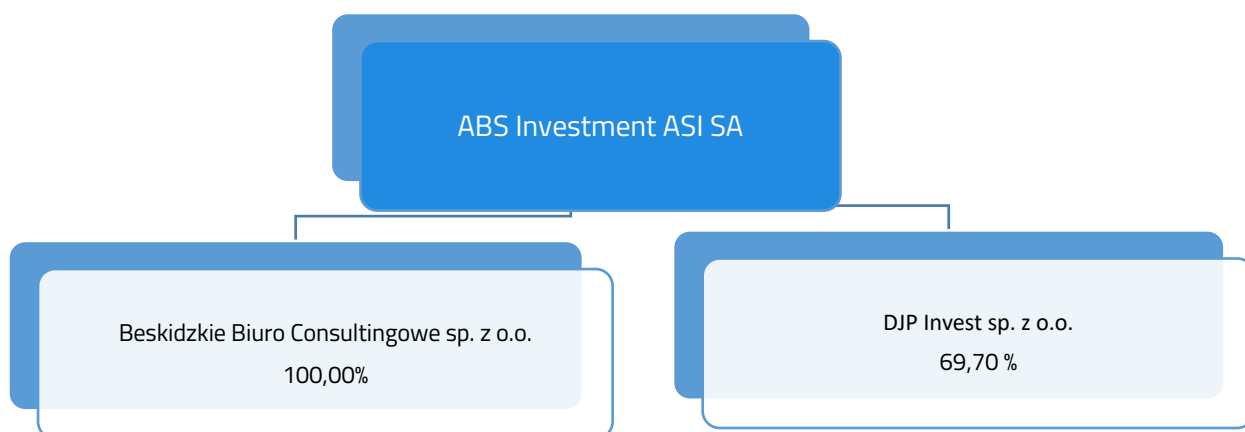 ABS Investment ASI SA
Beskidzkie Biuro Consultingowe sp. z o.o.
100,00%
DJP Invest sp. z o.o.
69,70 %